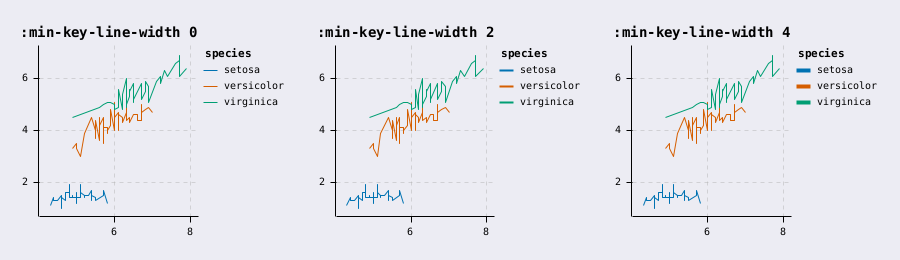 :min-key-line-width 0
species
setosa
versicolor
virginica
6
4
2
6 8
:min-key-line-width 2
species
setosa
versicolor
virginica
6
4
2
6 8
:min-key-line-width 4
species
setosa
versicolor
virginica
6
4
2
6 8